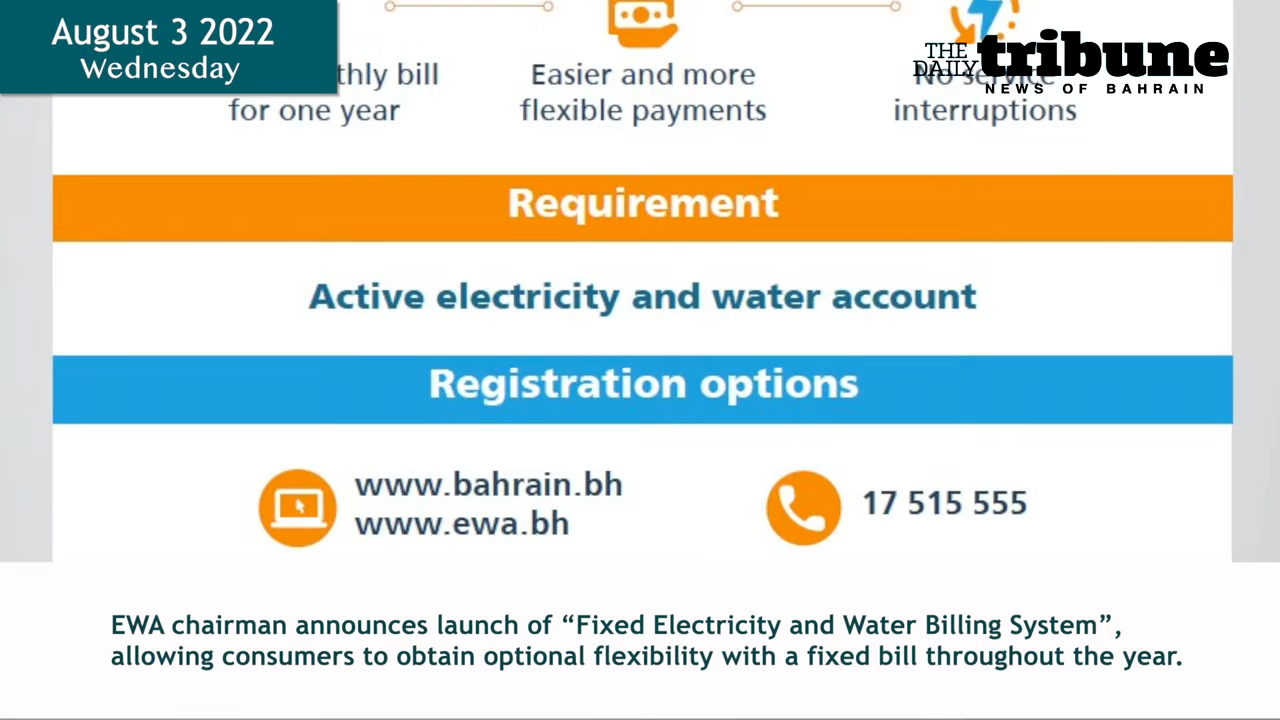 August 3 2022
Wednesday
THE
DAILY tribune
NEWS OF BAHRAIN
thly bill
for one year
Easier and more
flexible payments
No service
interruptions
Requirement
Active electricity and water account
Registration options
www.bahrain.bh
www.ewa.bh
17 515 555
EWA chairman announces launch of “Fixed Electricity and Water Billing System”,
allowing consumers to obtain optional flexibility with a fixed bill throughout the year.